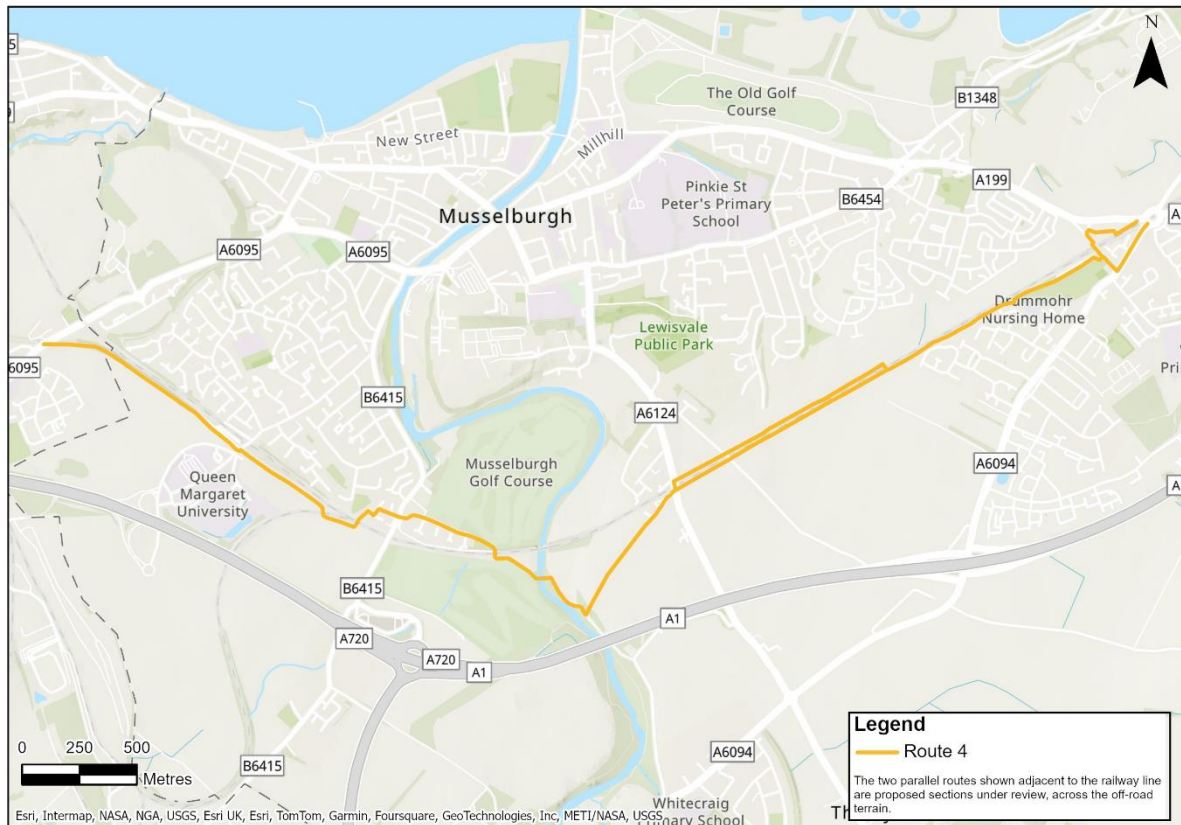 N
The Old Golf
Course
B1348
New Street
Millhill
A199
Pinkie St
Peter's Primary
School
B6454
Musselburgh
A6095
A6095
Drummohr
Nursing Home
Lewisvale
Public Park
6095
B6415
A6124
Musselburgh
Golf Course
A6094
Queen
Margaret
University
B6415
A1
A720
A720
A1
B6415
A6094
Whitecraig
Primary School
0 250 500
Metres
Legend
Route 4
The two parallel routes shown adjacent to the railway line
are proposed sections under review, across the off-road
terrain.
Esri, Intermap, NASA, NGA, USGS, Esri UK, Esri, TomTom, Garmin, Foursquare, GeoTechnologies, Inc, METI/NASA, USGS